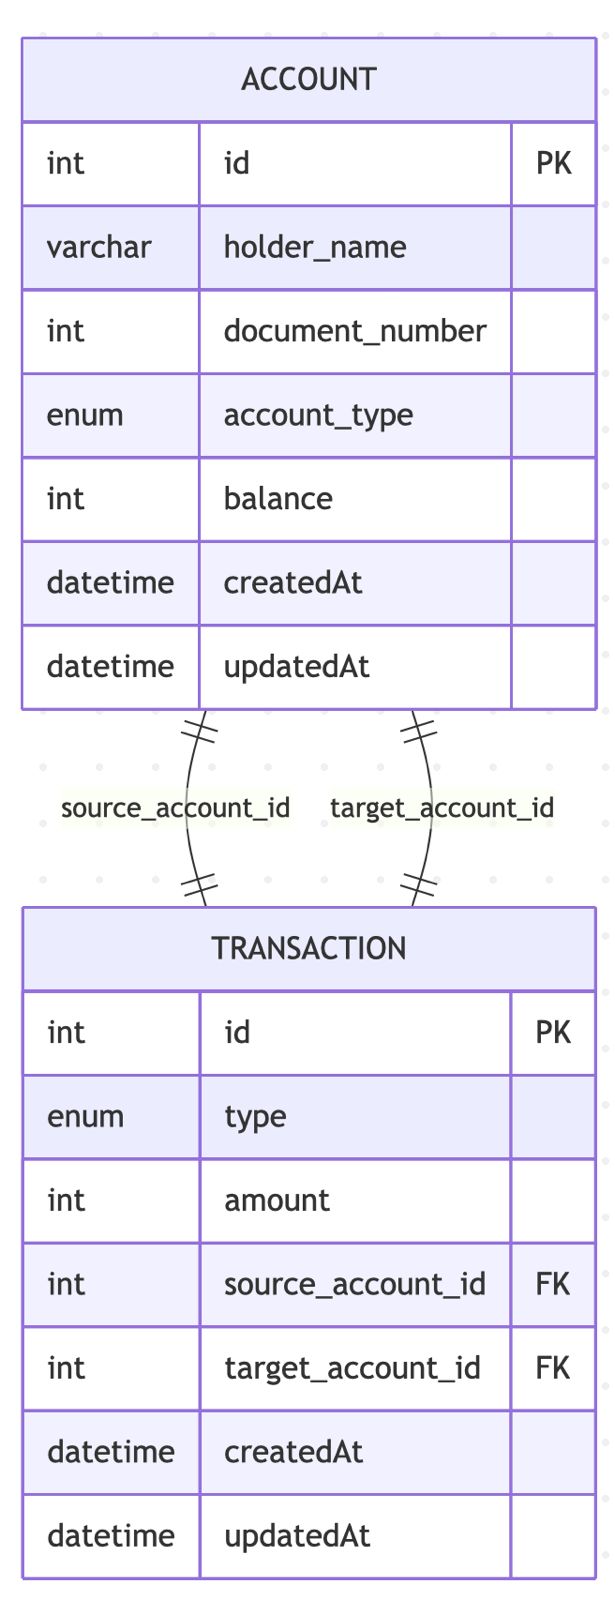 ACCOUNT
int id PK
varchar holder_name
int document_number
enum account_type
int balance
datetime createdAt
datetime updatedAt
source_account_id target_account_id
TRANSACTION
int id PK
enum type
int amount
int source_account_id FK
int target_account_id FK
datetime createdAt
datetime updatedAt